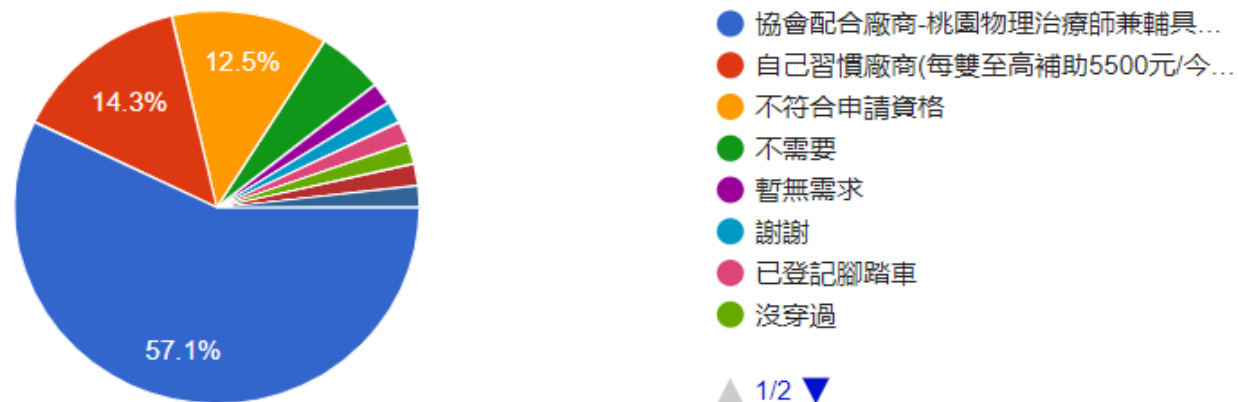 12.5%
14.3%
57.1%
協會配合廠商-桃園物理治療師兼輔具...
自己習慣廠商(每雙至高補助5500元/今...
不符合申請資格
不需要
暫無需求
謝謝
已登記腳踏車
沒穿過
1/2